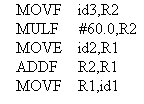 MOVF id3,R2
MULF #60.0,R2
MOVE id2,R1
ADDF R2,R1
MOVF R1,id1